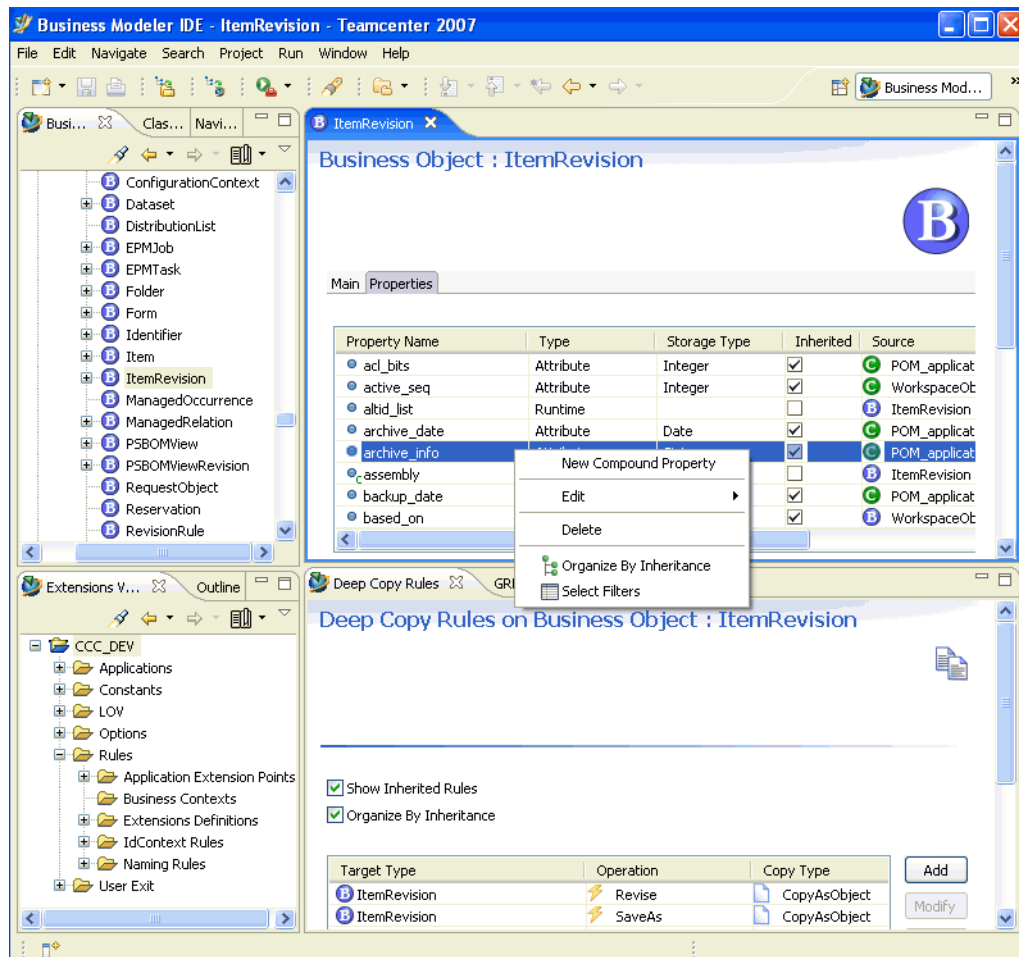 Business Modeler IDE - ItemRevision - Teamcenter 2007
File Edit Navigate Search Project Run Window Help
Business Mod...
Busi... Clas... Navi...
ConfigurationContext
Dataset
DistributionList
EPMJob
EPMTask
Folder
Form
Identifier
Item
ItemRevision
ManagedOccurrence
ManagedRelation
PSBOMView
PSBOMViewRevision
RequestObject
Reservation
RevisionRule
ItemRevision
Business Object : ItemRevision
Main Properties
Property Name Type Storage Type Inherited Source
acl_bits Attribute Integer POM_applicat
active_seq Attribute Integer WorkspaceOb
altid_list Runtime ItemRevision
archive_date Attribute Date POM_applicat
archive_info POM_applicat
assembly ItemRevision
backup_date POM_applicat
based_on WorkspaceOb
New Compound Property
Edit
Delete
Organize By Inheritance
Select Filters
Extensions V... Outline
CCC_DEV
Applications
Constants
LOV
Options
Rules
Application Extension Points
Business Contexts
Extensions Definitions
IdContext Rules
Naming Rules
User Exit
Deep Copy Rules GRI
Deep Copy Rules on Business Object : ItemRevision
Show Inherited Rules
Organize By Inheritance
Target Type Operation Copy Type
ItemRevision Revise CopyAsObject
ItemRevision SaveAs CopyAsObject
Add
Modify